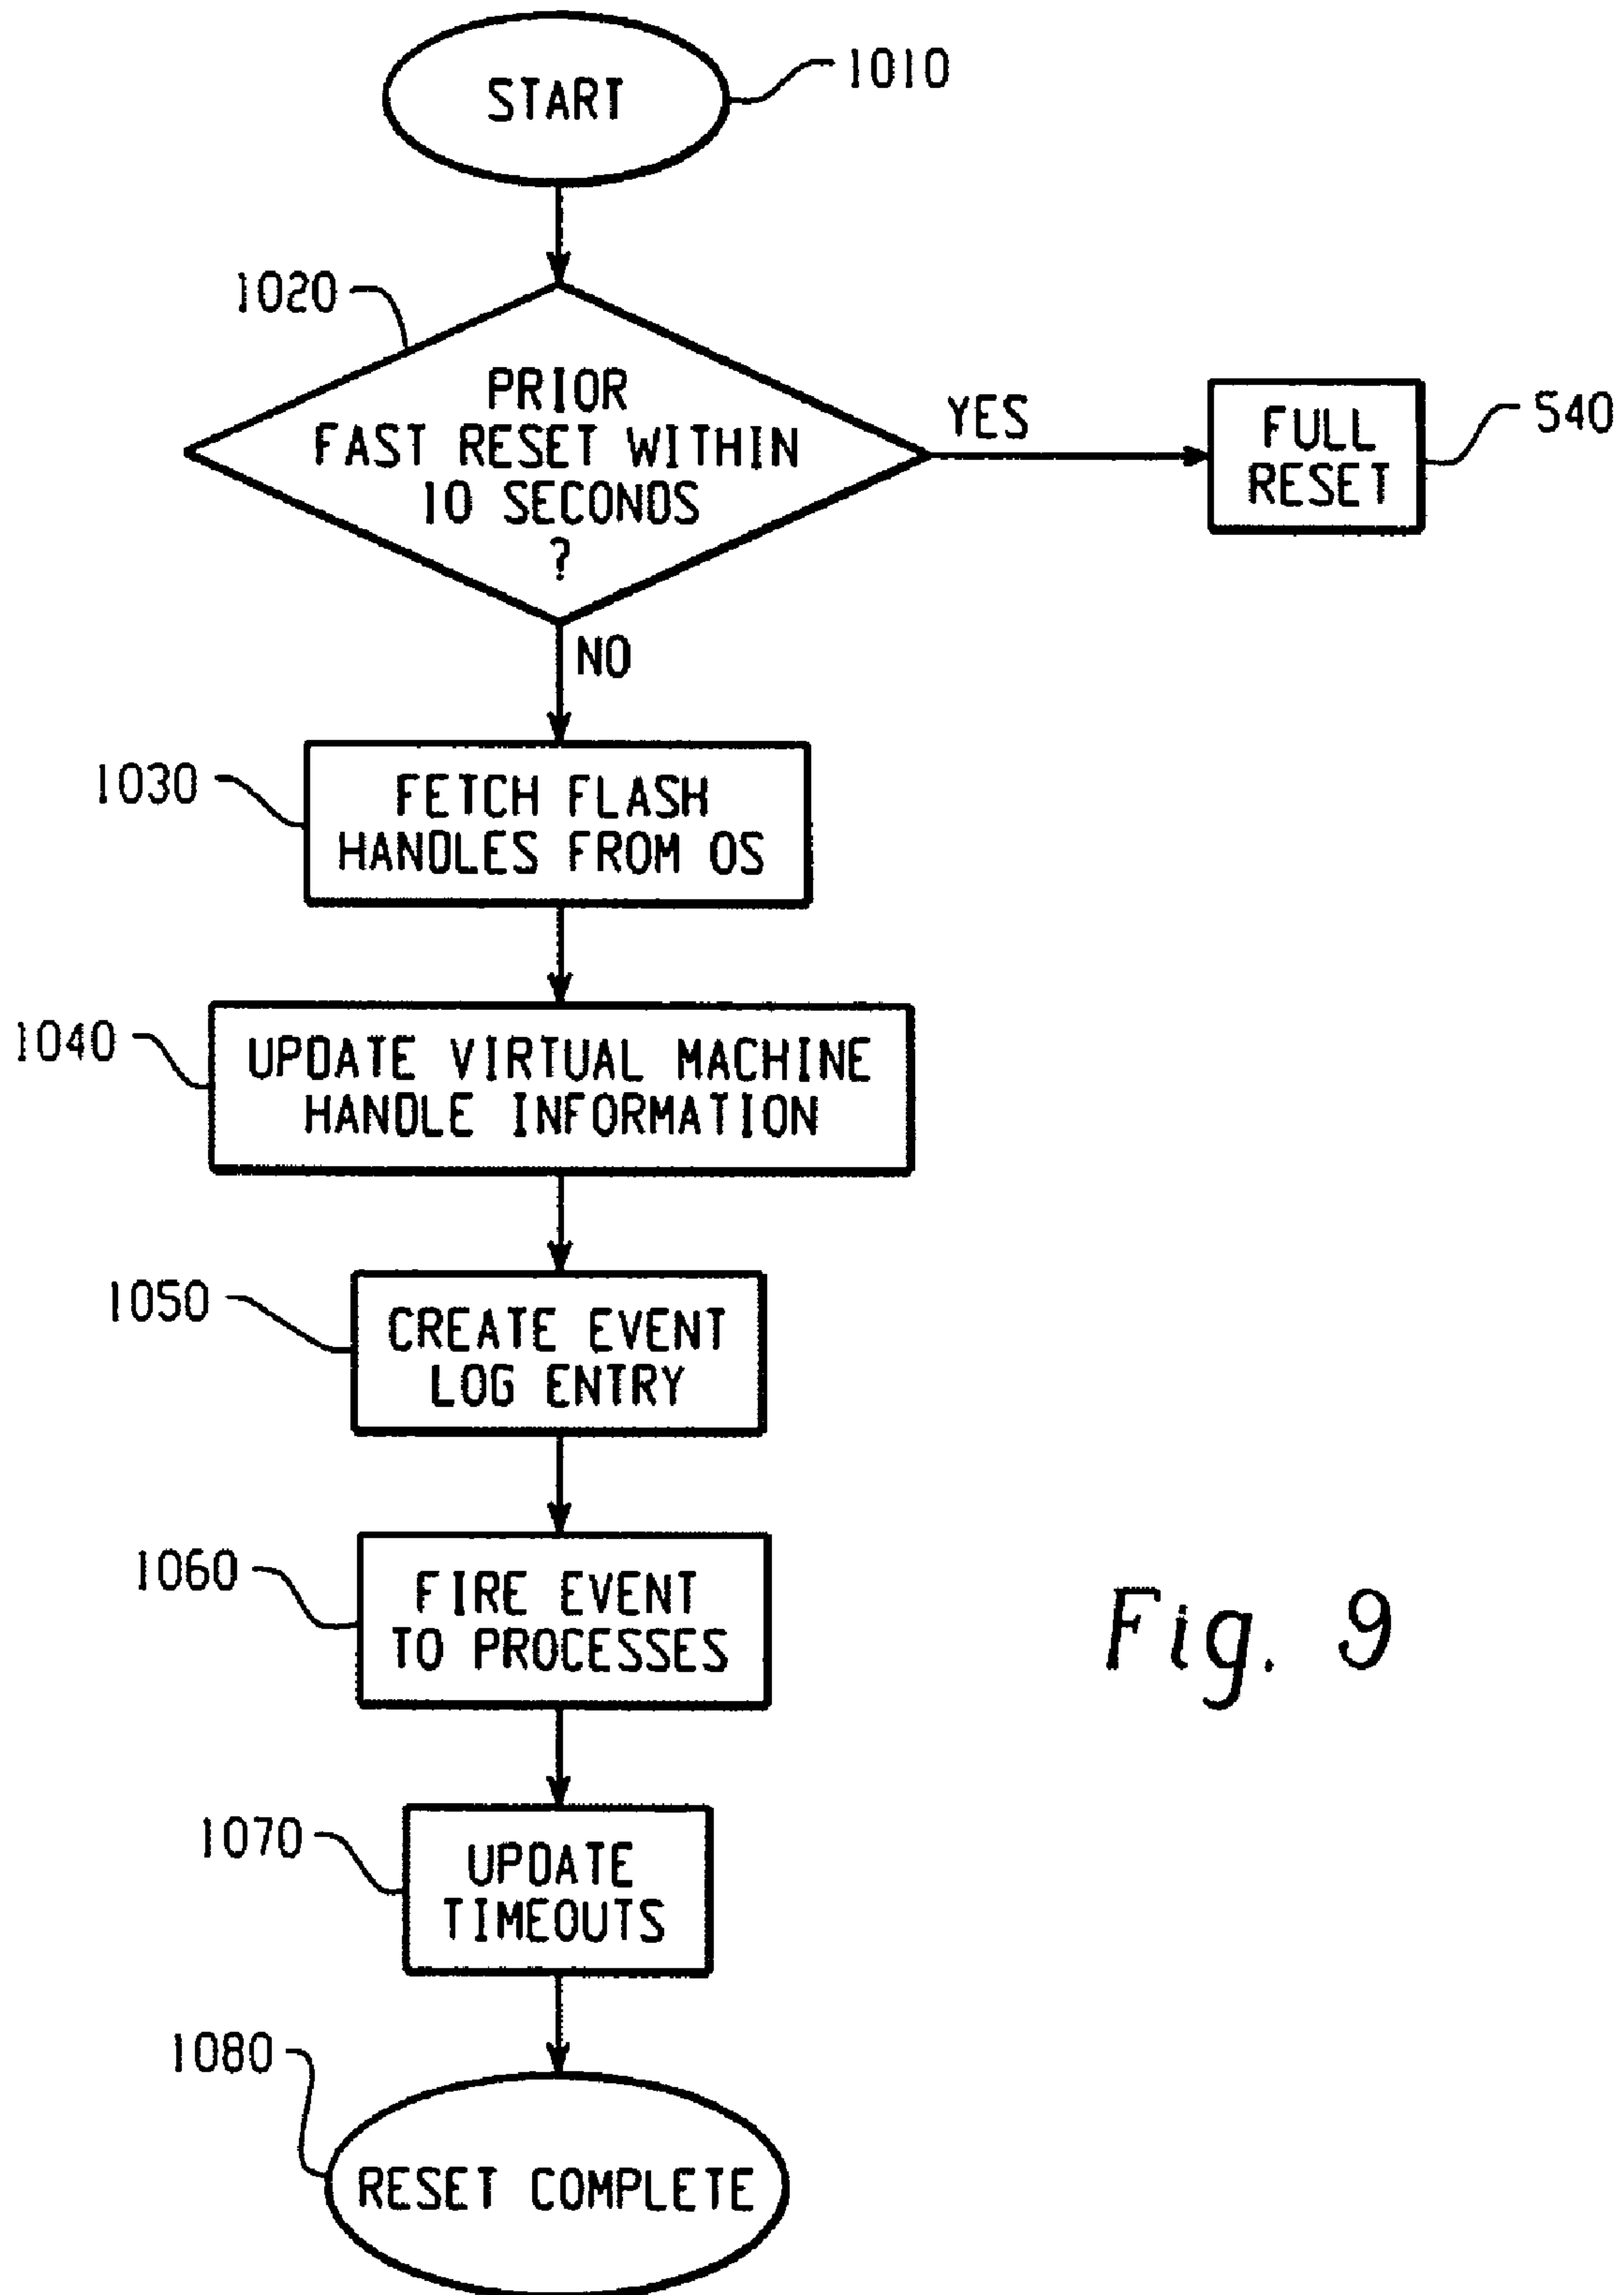 START
1010
1020
PRIOR
FAST RESET WITHIN
10 SECONDS
?
YES
FULL
RESET
540
NO
1030
FETCH FLASH
HANDLES FROM OS
1040
UPDATE VIRTUAL MACHINE
HANDLE INFORMATION
1050
CREATE EVENT
LOG ENTRY
1060
FIRE EVENT
TO PROCESSES
Fig. 9
1070
UPDATE
TIMEOUTS
1080
RESET COMPLETE